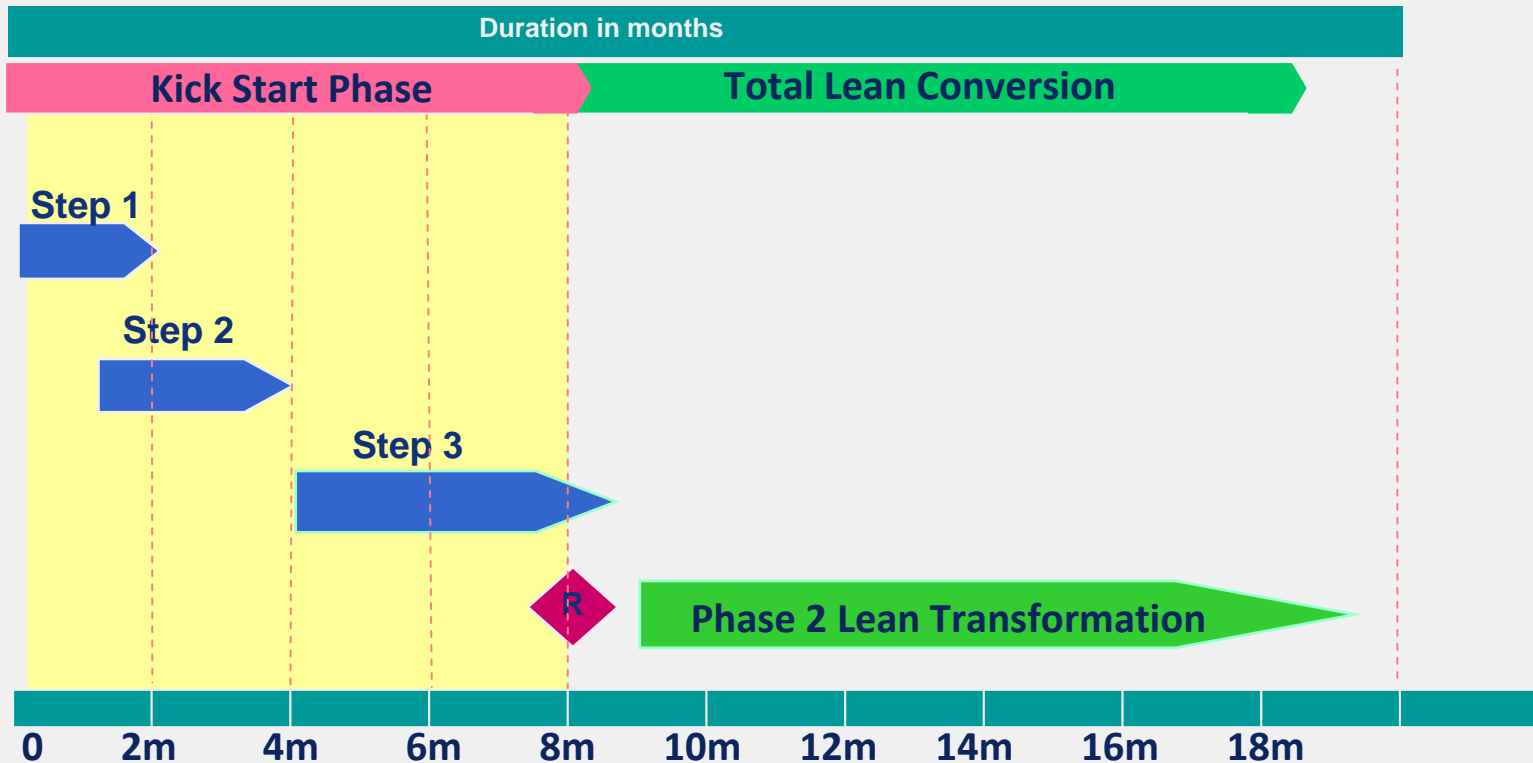 Duration in months
Kick Start Phase
Total Lean Conversion
Step 1
Step 2
Step 3
R
Phase 2 Lean Transformation
0 2m 4m 6m 8m 10m 12m 14m 16m 18m